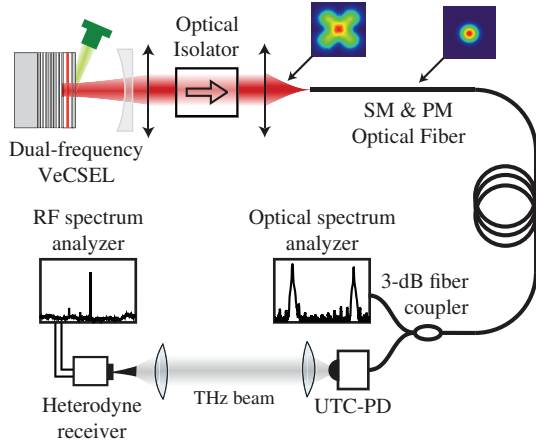 Optical
Isolator
SM & PM
Optical Fiber
Dual-frequency
VeCSEL
RF spectrum
analyzer
Optical spectrum
analyzer
3-dB fiber
coupler
Heterodyne
receiver
THz beam
UTC-PD